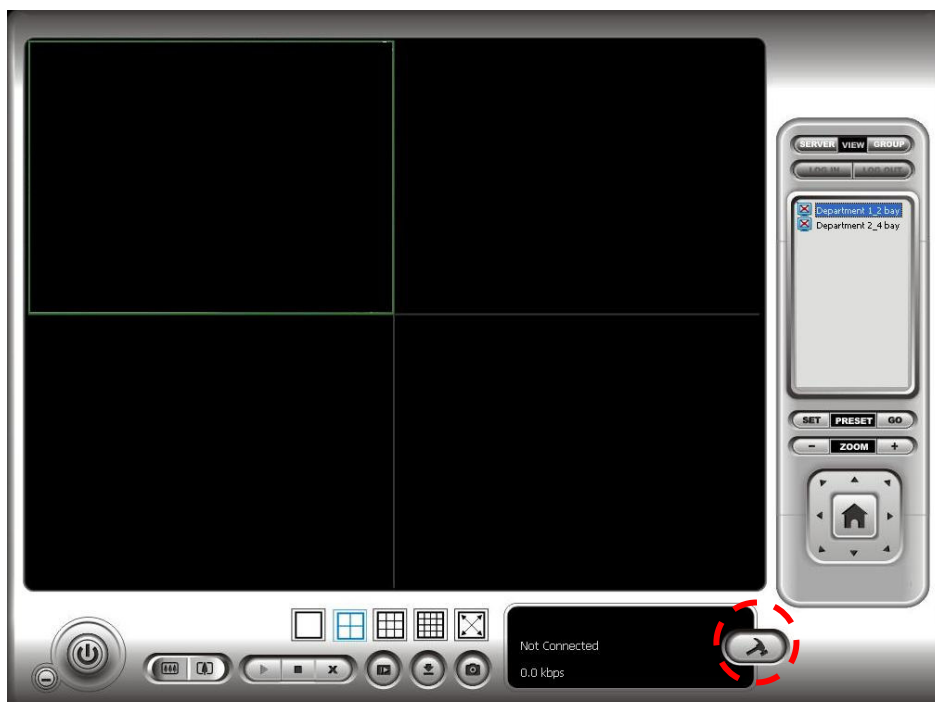 SERVER VIEW GROUP
LOG IN LOG OUT
Department 1_2 bay
Department 2_4 bay
SET PRESET GO
- ZOOM +
Not Connected
0.0 kbps